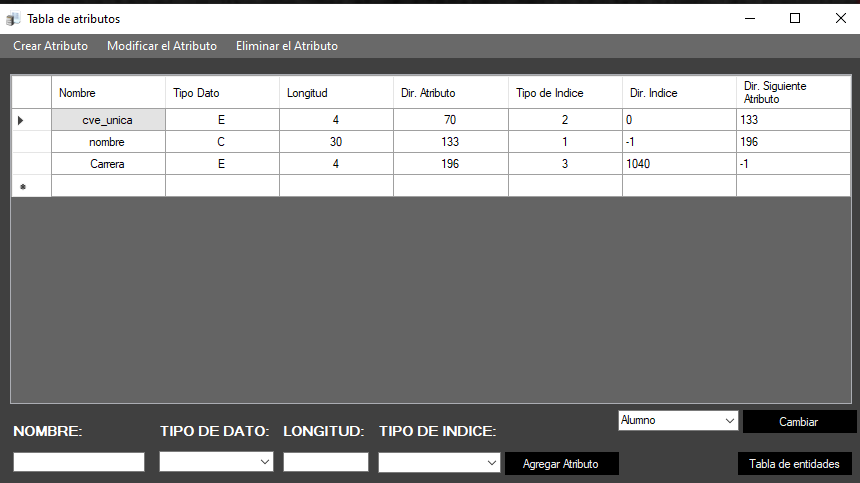 Tabla de atributos
Crear Atributo Modificar el Atributo Eliminar el Atributo
Nombre Tipo Dato Longitud Dir. Atributo Tipo de Indice Dir. Indice Dir. Siguiente
Atributo
cve_unica E 4 70 2 0 133
nombre C 30 133 1 -1 196
Carrera E 4 196 3 1040 -1
Alumno Cambiar
NOMBRE: TIPO DE DATO: LONGITUD: TIPO DE INDICE:
Agregar Atributo Tabla de entidades